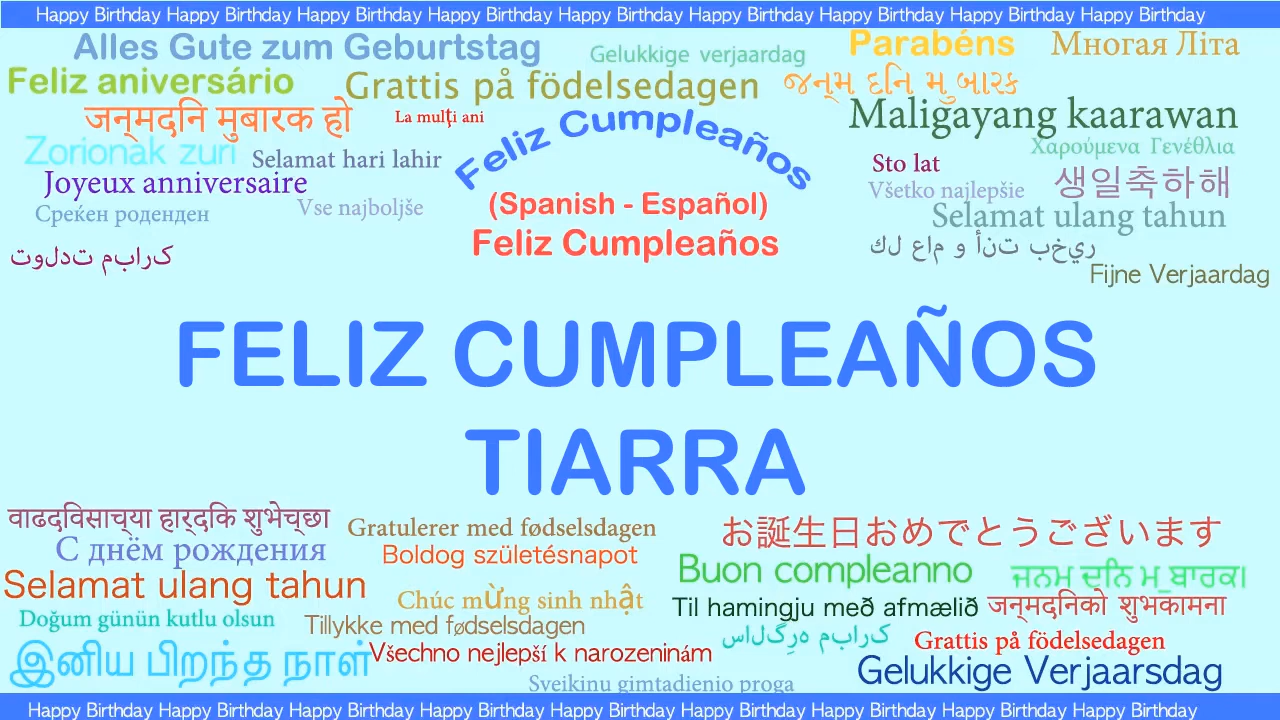 Happy Birthday Happy Birthday Happy Birthday Happy Birthday Happy Birthday Happy Birthday Happy Birthday Happy Birthday Happy Birthday
Alles Gute zum Geburtstag
Gelukkige verjaardag
Parabéns
Многая Літа
Feliz aniversário
Grattis på födelsedagen
જન્મ દિન મુબારક
जन्मदिन मुबारक हो
La mulţi ani
Feliz Cumpleaños
Maligayang kaarawan
Zorionak zuri
Selamat hari lahir
Χαρούμενα Γενέθλια
Sto lat
Joyeux anniversaire
(Spanish - Español)
Všetko najlepšie
생일축하해
Среќен роденден
Vse najboljše
Selamat ulang tahun
Feliz Cumpleaños
تولدت مبارک
كل عام و أنت بخير
Fijne Verjaardag
FELIZ CUMPLEAÑOS
TIARRA
वाढदिवसाच्या हार्दिक शुभेच्छा
Gratulerer med fødselsdagen
お誕生日おめでとうございます
С днём рождения
Boldog születésnapot
Buon compleanno
ਜਨਮ ਦਿਨ ਮੁਬਾਰਕ।
Selamat ulang tahun
Chúc mừng sinh nhật
Til hamingju með afmælið
जन्मदिनको शुभकामना
Doğum günün kutlu olsun
Tillykke med fødselsdagen
سالگرہ مبارک
Grattis på födelsedagen
இனிய பிறந்த நாள்
Všechno nejlepší k narozeninám
Gelukkige Verjaarsdag
Sveikinu gimtadienio proga
Happy Birthday Happy Birthday Happy Birthday Happy Birthday Happy Birthday Happy Birthday Happy Birthday Happy Birthday Happy Birthday